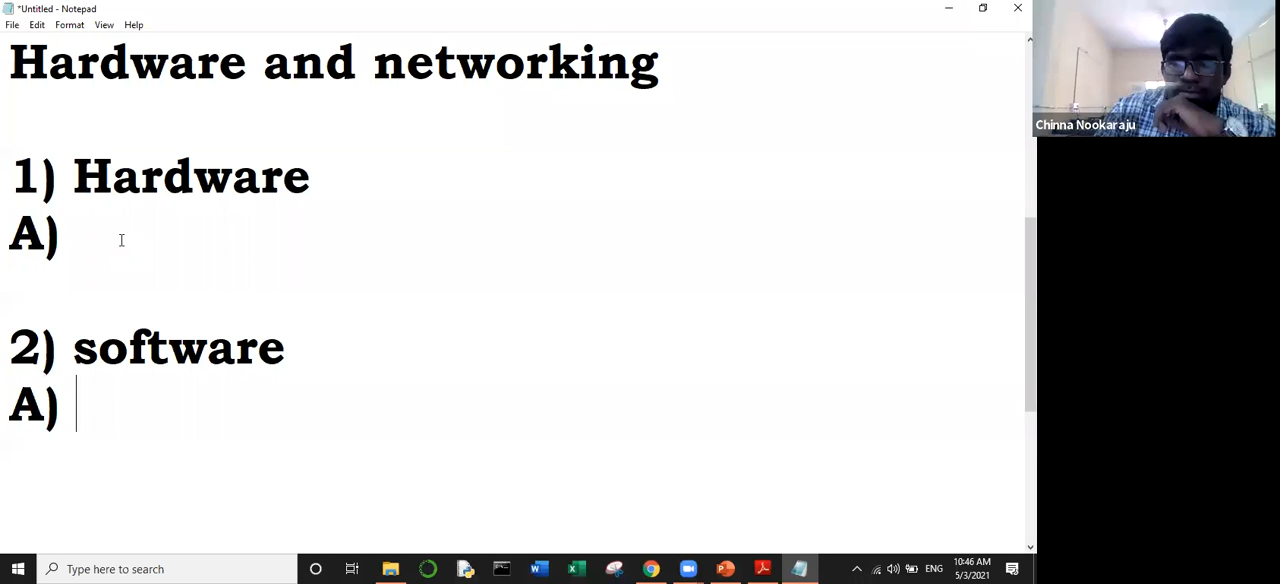 *Untitled - Notepad
File Edit Format View Help
Hardware and networking
1) Hardware
A)
2) software
A)
Chinna Nookaraju
Type here to search
ENG
10:46 AM
5/3/2021